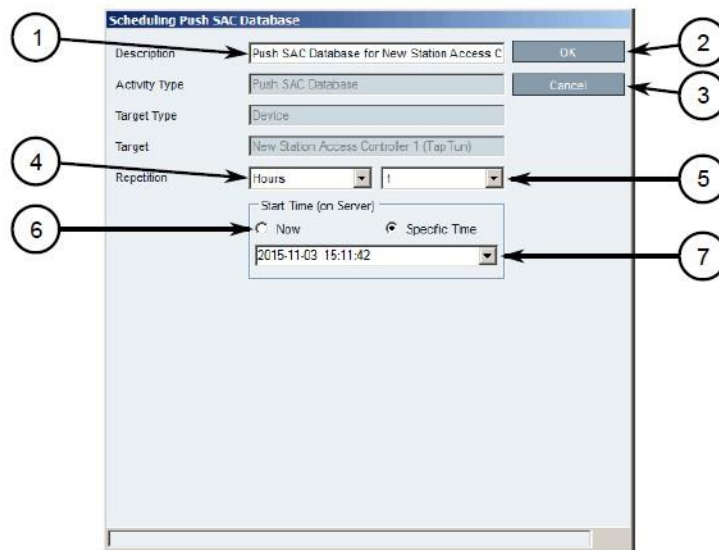 Scheduling Push SAC Database
1
Description
Push SAC Database for New Station Access C
OK
2
Activity Type
Push SAC Database
Cancel
3
Target Type
Device
Target
New Station Access Controller 1 (TapTun)
4
Repetition
Hours
1
5
Start Time (on Server)
6
Now
Specific Time
2015-11-03 15:11:42
7